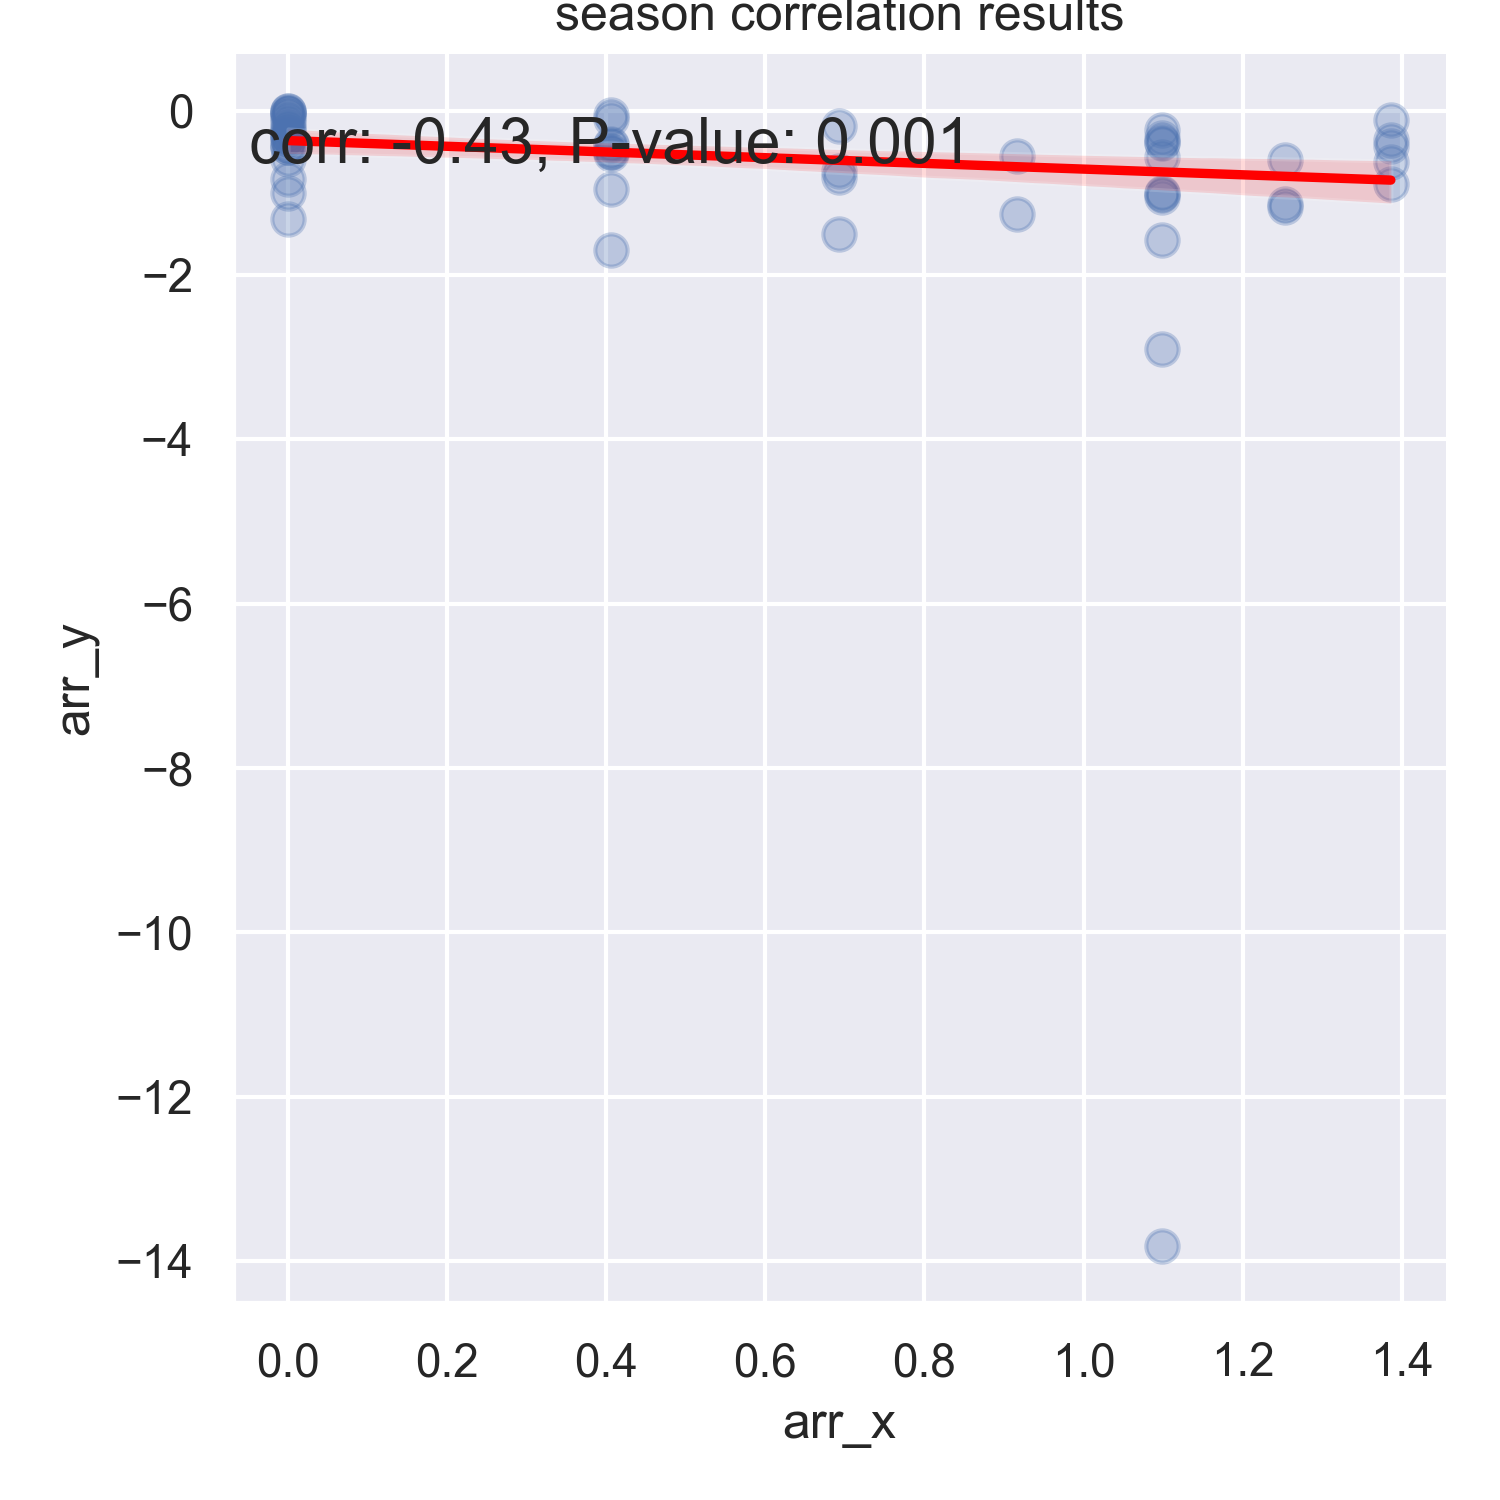 season correlation results
corr: -0.43, P-value: 0.001
0
−2
−4
−6
−8
−10
−12
−14
arr_y
0.0 0.2 0.4 0.6 0.8 1.0 1.2 1.4
arr_x